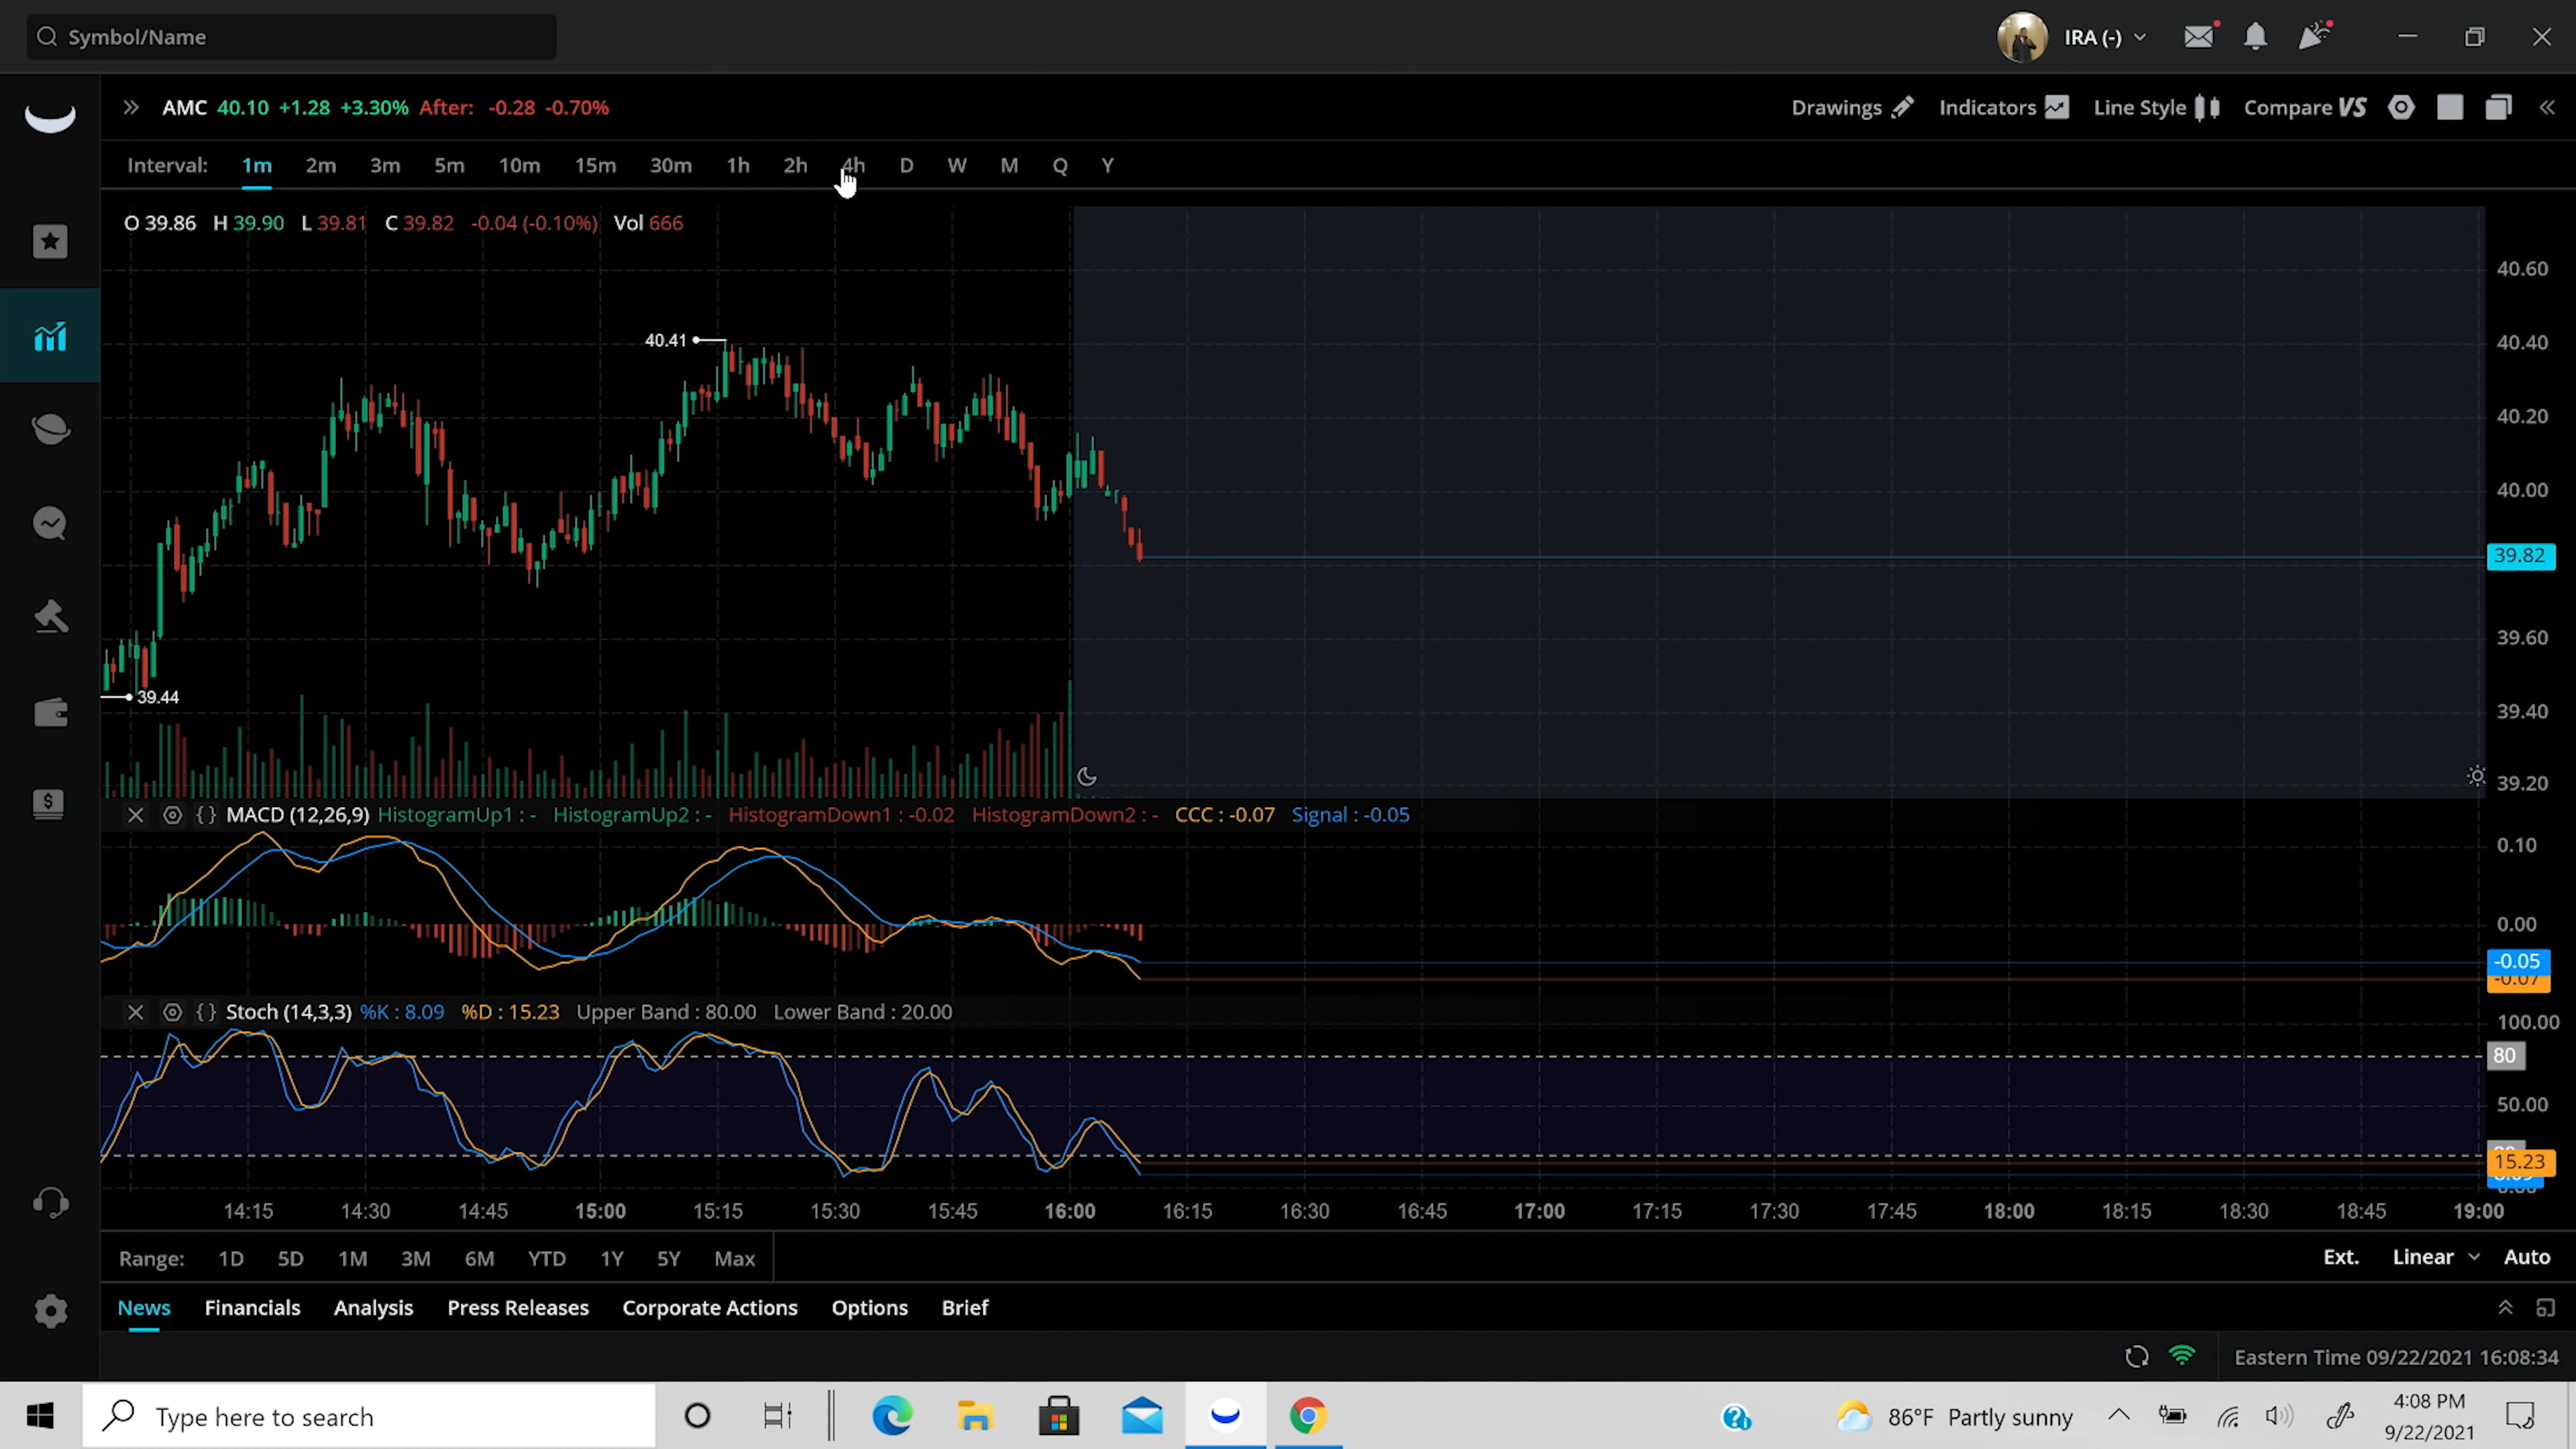 Symbol/Name
IRA (-)
AMC 40.10 +1.28 +3.30% After: -0.28 -0.70%
Drawings Indicators Line Style Compare VS
Interval: 1m 2m 3m 5m 10m 15m 30m 1h 2h 4h D W M Q Y
O 39.86 H 39.90 L 39.81 C 39.82 -0.04 (-0.10%) Vol 666
40.60
40.41
40.40
40.20
40.00
39.82
39.60
39.44
39.40
39.20
MACD (12,26,9) HistogramUp1 : - HistogramUp2 : - HistogramDown1 : -0.02 HistogramDown2 : - CCC : -0.07 Signal : -0.05
0.10
0.00
-0.05
-0.07
Stoch (14,3,3) %K : 8.09 %D : 15.23 Upper Band : 80.00 Lower Band : 20.00
100.00
80
50.00
15.23
14:15 14:30 14:45 15:00 15:15 15:30 15:45 16:00 16:15 16:30 16:45 17:00 17:15 17:30 17:45 18:00 18:15 18:30 18:45 19:00
Range: 1D 5D 1M 3M 6M YTD 1Y 5Y Max
Ext. Linear Auto
News Financials Analysis Press Releases Corporate Actions Options Brief
Eastern Time 09/22/2021 16:08:34
Type here to search
86°F Partly sunny
4:08 PM
9/22/2021